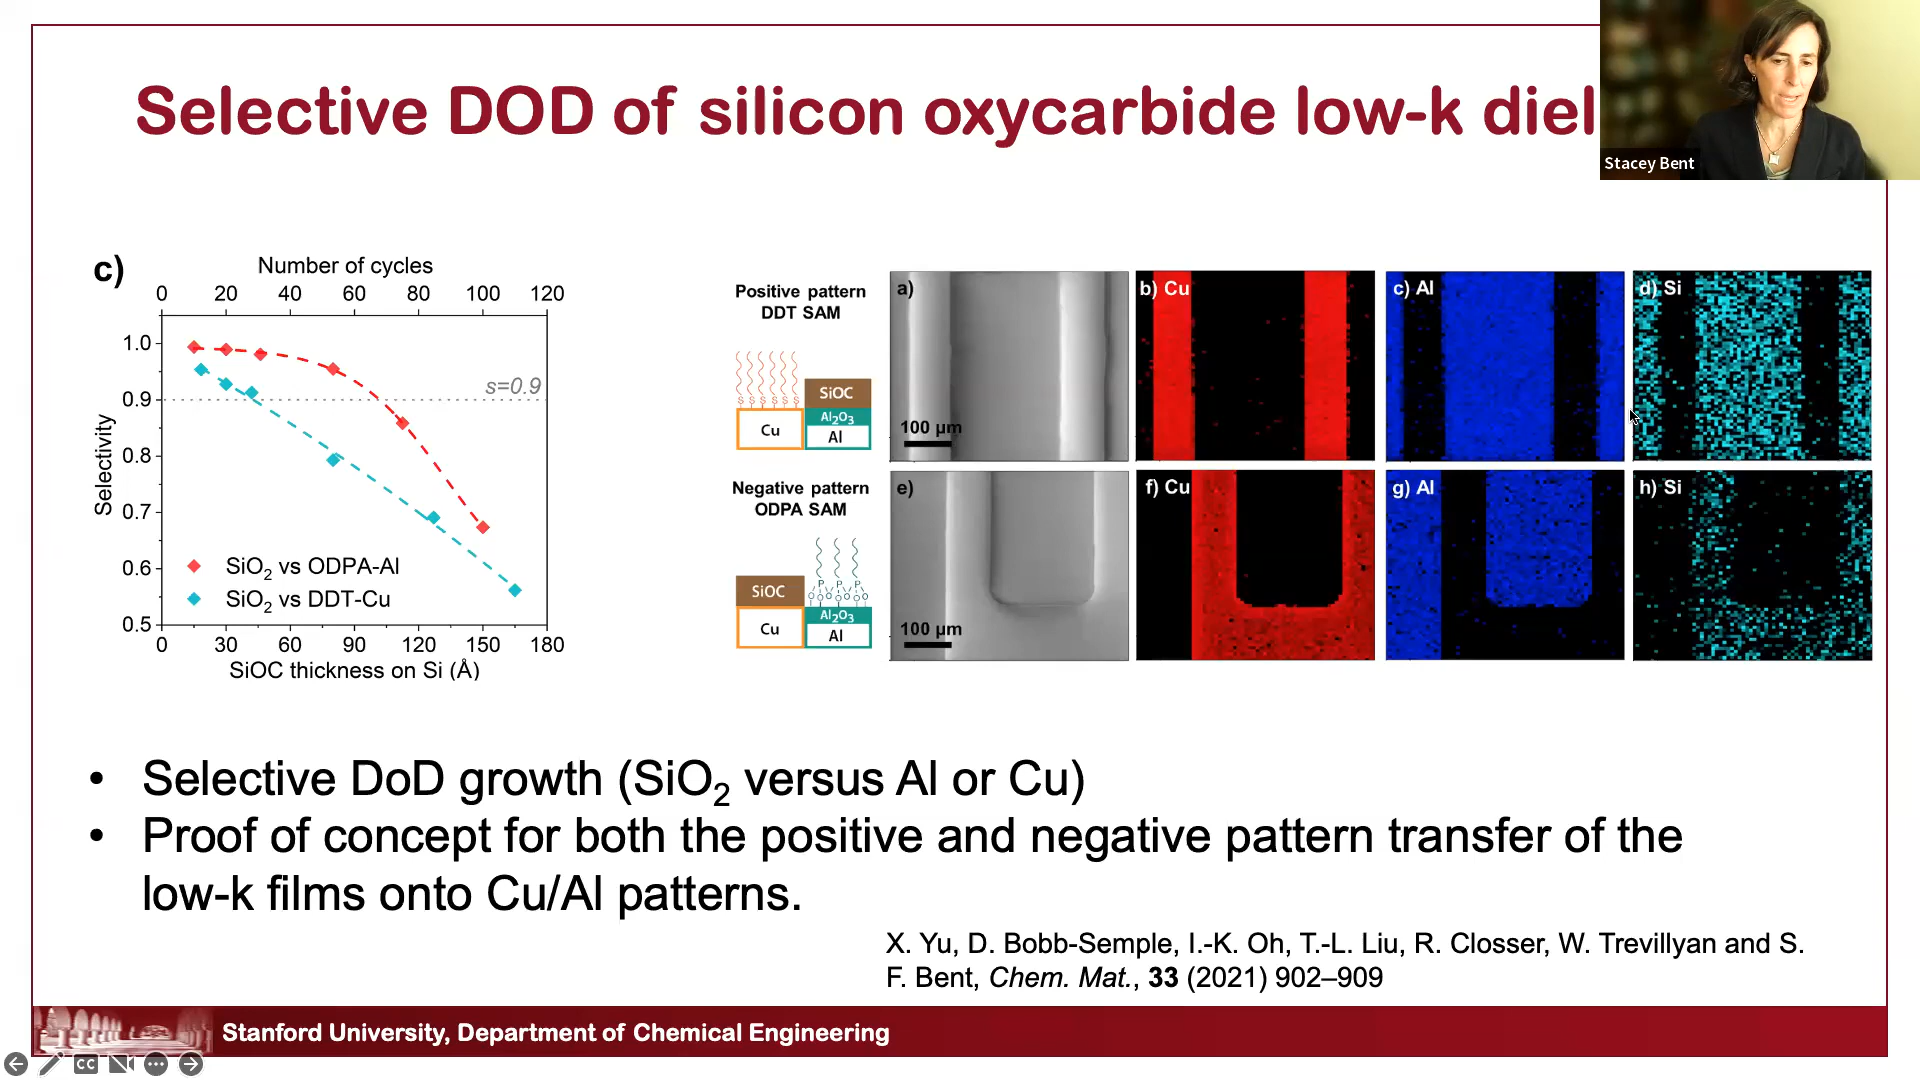 Selective DOD of silicon oxycarbide low-k diel
Stacey Bent
c)
Number of cycles
0 20 40 60 80 100 120
1.0
0.9
0.8
0.7
0.6
0.5
Selectivity
s=0.9
SiO2 vs ODPA-Al
SiO2 vs DDT-Cu
0 30 60 90 120 150 180
SiOC thickness on Si (Å)
Positive pattern
DDT SAM
S S S S S S
SiOC
Al2O3
Cu
Al
a)
100 µm
b) Cu
c) Al
d) Si
Negative pattern
ODPA SAM
SiOC
Al2O3
Cu
Al
e)
100 µm
f) Cu
g) Al
h) Si
• Selective DoD growth (SiO2 versus Al or Cu)
• Proof of concept for both the positive and negative pattern transfer of the
low-k films onto Cu/Al patterns.
X. Yu, D. Bobb-Semple, I.-K. Oh, T.-L. Liu, R. Closser, W. Trevillyan and S.
F. Bent, Chem. Mat., 33 (2021) 902–909
Stanford University, Department of Chemical Engineering
CC